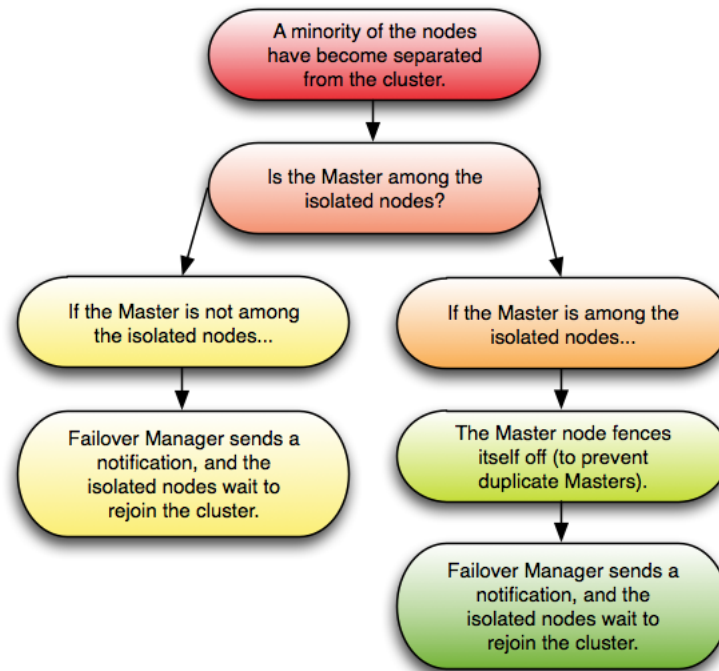 A minority of the nodes
have become separated
from the cluster.
Is the Master among the
isolated nodes?
If the Master is not among
the isolated nodes...
If the Master is among the
isolated nodes...
Failover Manager sends a
notification, and the
isolated nodes wait to
rejoin the cluster.
The Master node fences
itself off (to prevent
duplicate Masters).
Failover Manager sends a
notification, and the
isolated nodes wait to
rejoin the cluster.